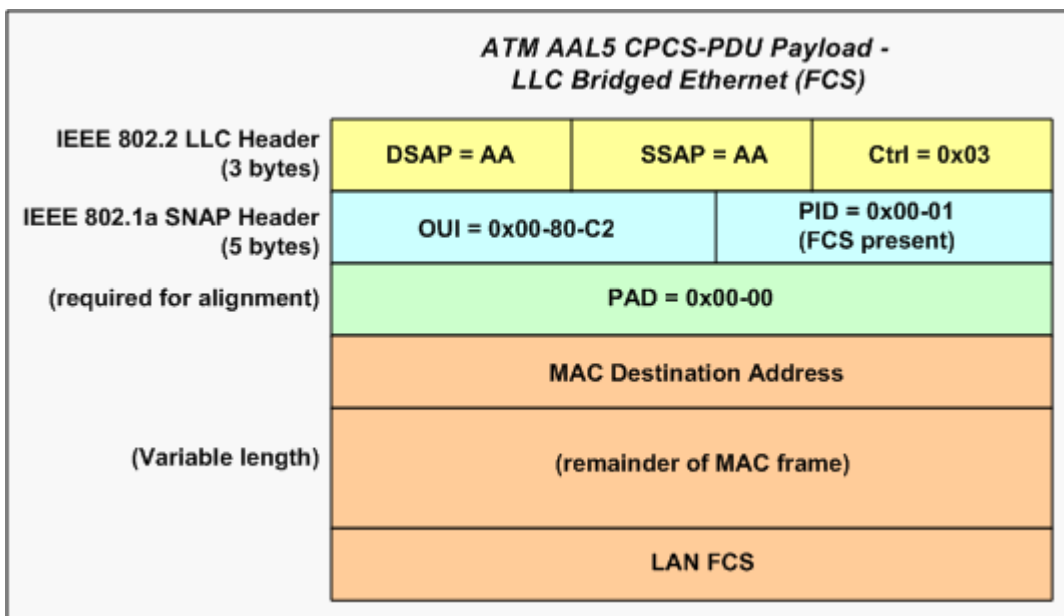 ATM AAL5 CPCS-PDU Payload -
LLC Bridged Ethernet (FCS)
IEEE 802.2 LLC Header
(3 bytes)
DSAP = AA
SSAP = AA
Ctrl = 0x03
IEEE 802.1a SNAP Header
(5 bytes)
OUI = 0x00-80-C2
PID = 0x00-01
(FCS present)
(required for alignment)
PAD = 0x00-00
MAC Destination Address
(Variable length)
(remainder of MAC frame)
LAN FCS